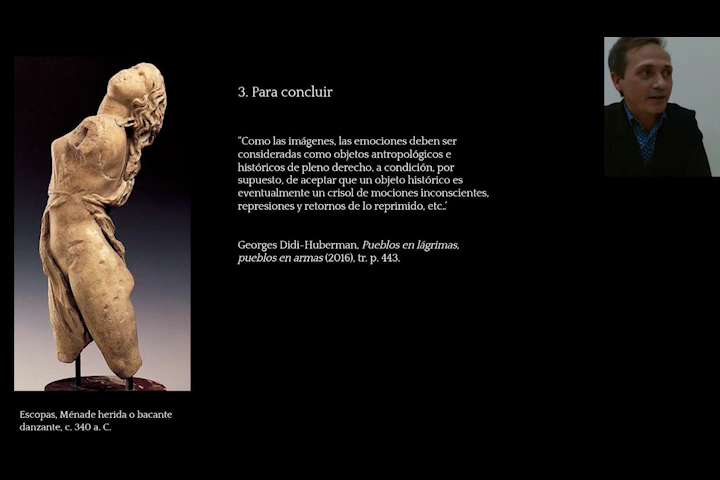 3. Para concluir
“Como las imágenes, las emociones deben ser
consideradas como objetos antropológicos e
históricos de pleno derecho, a condición, por
supuesto, de aceptar que un objeto histórico es
eventualmente un crisol de mociones inconscientes,
represiones y retornos de lo reprimido, etc.’
Georges Didi-Huberman, Pueblos en lágrimas,
pueblos en armas (2016), tr. p. 443.
Escopas, Ménade herida o bacante
danzante, c. 340 a. C.